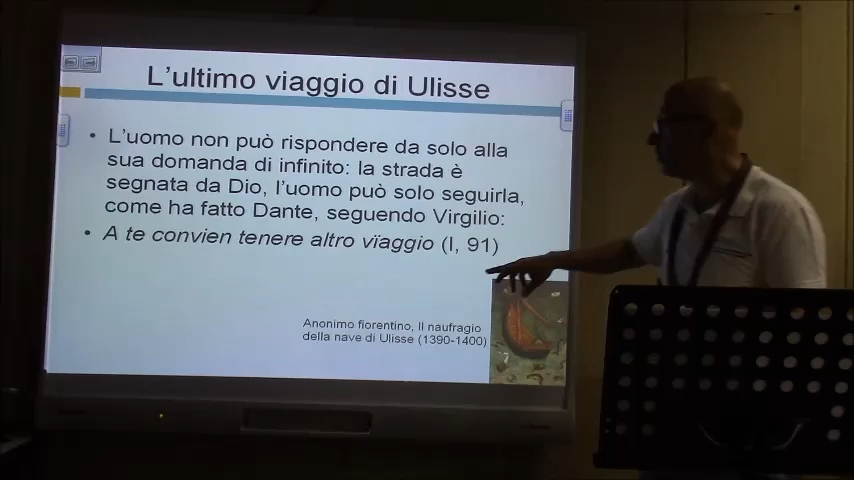 L'ultimo viaggio di Ulisse
• L'uomo non può rispondere da solo alla
sua domanda di infinito: la strada è
segnata da Dio, l'uomo può solo seguirla,
come ha fatto Dante, seguendo Virgilio:
• A te convien tenere altro vïaggio (I, 91)
Anonimo fiorentino, Il naufragio
della nave di Ulisse (1390-1400)